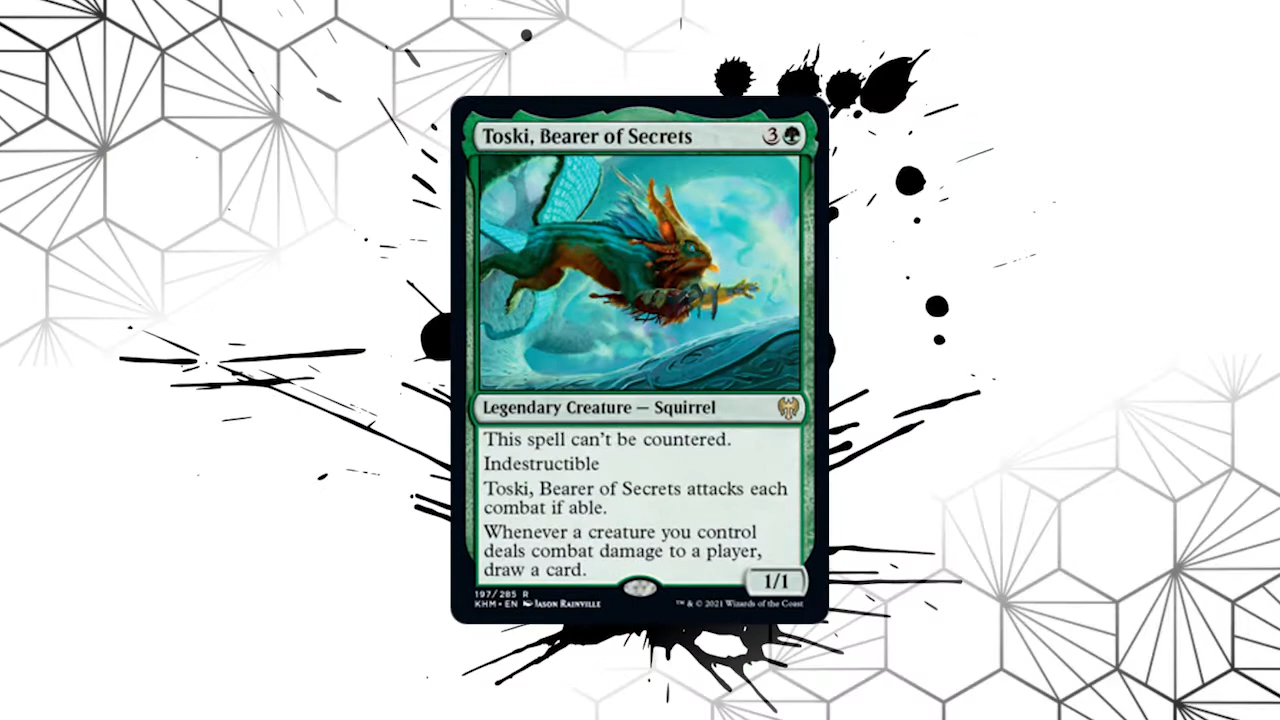 Toski, Bearer of Secrets 3
Legendary Creature — Squirrel
This spell can't be countered.
Indestructible
Toski, Bearer of Secrets attacks each
combat if able.
Whenever a creature you control
deals combat damage to a player,
draw a card.
1/1
197/285 R
KHM • EN Jason Rainville
™ & © 2021 Wizards of the Coast